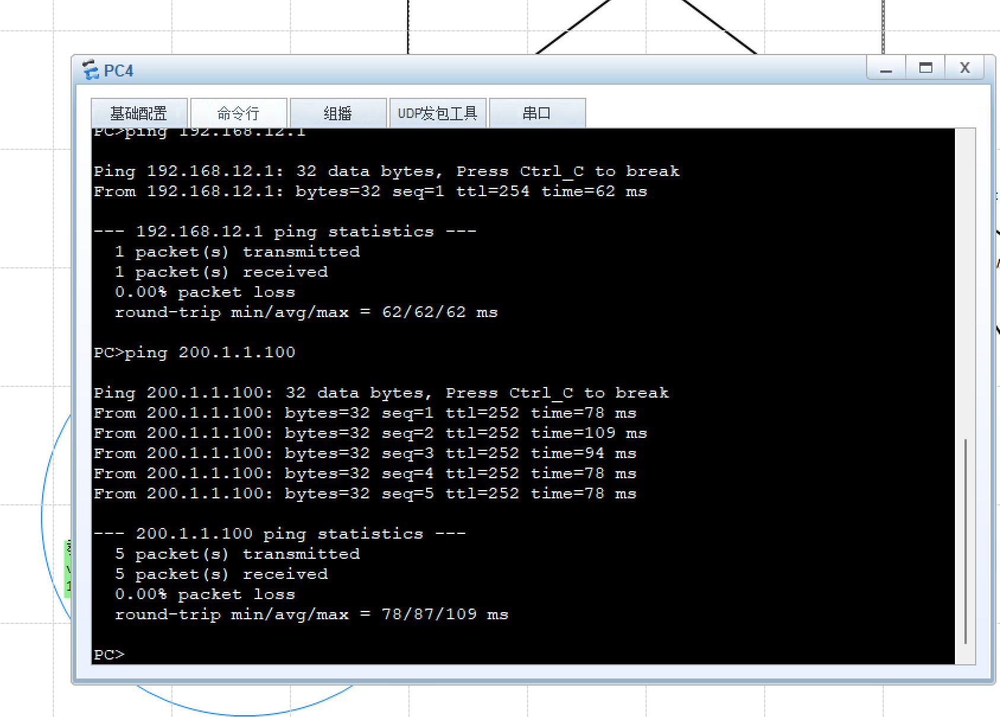 PC4
基础配置 命令行 组播 UDP发包工具 串口
PC>ping 192.168.12.1
Ping 192.168.12.1: 32 data bytes, Press Ctrl_C to break
From 192.168.12.1: bytes=32 seq=1 ttl=254 time=62 ms
--- 192.168.12.1 ping statistics ---
1 packet(s) transmitted
1 packet(s) received
0.00% packet loss
round-trip min/avg/max = 62/62/62 ms
PC>ping 200.1.1.100
Ping 200.1.1.100: 32 data bytes, Press Ctrl_C to break
From 200.1.1.100: bytes=32 seq=1 ttl=252 time=78 ms
From 200.1.1.100: bytes=32 seq=2 ttl=252 time=109 ms
From 200.1.1.100: bytes=32 seq=3 ttl=252 time=94 ms
From 200.1.1.100: bytes=32 seq=4 ttl=252 time=78 ms
From 200.1.1.100: bytes=32 seq=5 ttl=252 time=78 ms
--- 200.1.1.100 ping statistics ---
5 packet(s) transmitted
5 packet(s) received
0.00% packet loss
round-trip min/avg/max = 78/87/109 ms
PC>